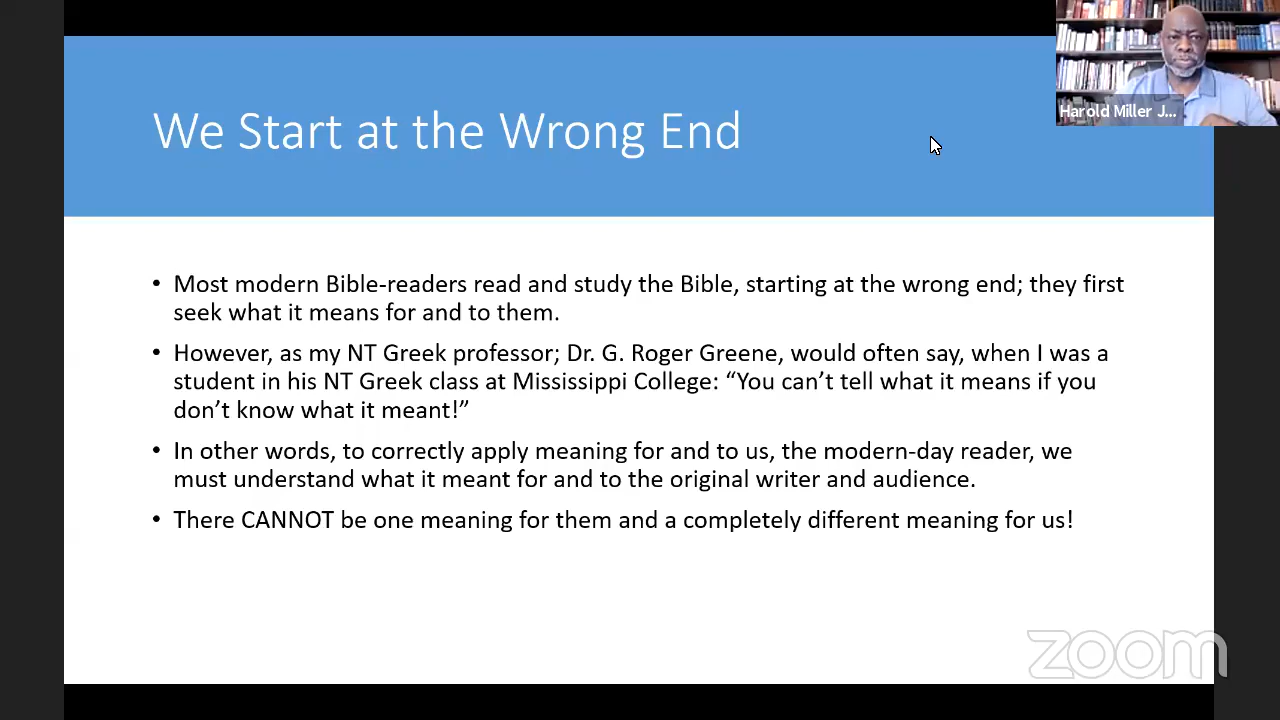 Harold Miller J...
We Start at the Wrong End
• Most modern Bible-readers read and study the Bible, starting at the wrong end; they first
seek what it means for and to them.
• However, as my NT Greek professor; Dr. G. Roger Greene, would often say, when I was a
student in his NT Greek class at Mississippi College: “You can’t tell what it means if you
don’t know what it meant!”
• In other words, to correctly apply meaning for and to us, the modern-day reader, we
must understand what it meant for and to the original writer and audience.
• There CANNOT be one meaning for them and a completely different meaning for us!
zoom